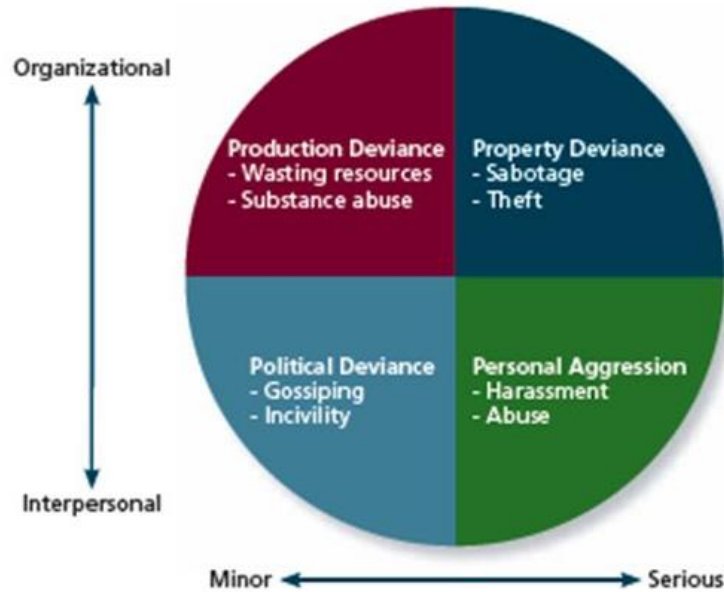 Organizational
Production Deviance
- Wasting resources
- Substance abuse
Property Deviance
- Sabotage
- Theft
Political Deviance
- Gossiping
- Incivility
Personal Aggression
- Harassment
- Abuse
Interpersonal
Minor
Serious